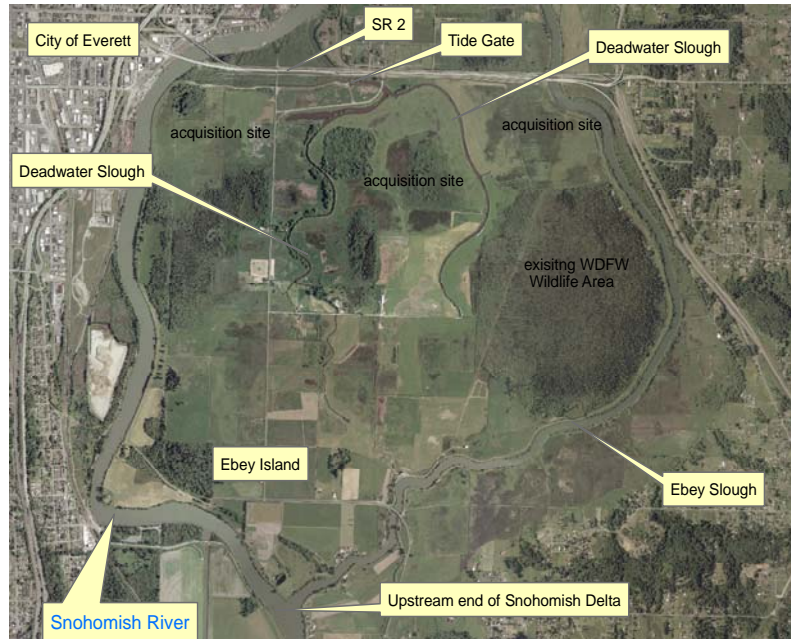 SR 2
City of Everett
Tide Gate
Deadwater Slough
acquisition site
acquisition site
Deadwater Slough
acquisition site
exisitng WDFW
Wildlife Area
Ebey Island
Ebey Slough
Upstream end of Snohomish Delta
Snohomish River